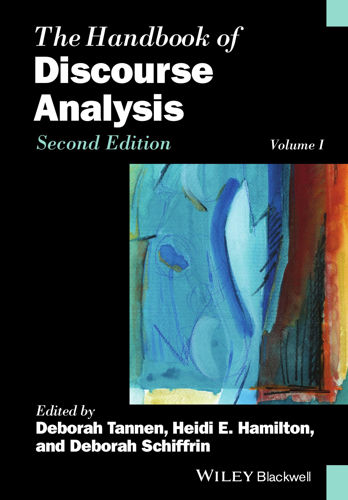 The Handbook of
Discourse
Analysis
Second Edition
Volume I
Edited by
Deborah Tannen, Heidi E. Hamilton,
and Deborah Schiffrin
WILEY Blackwell